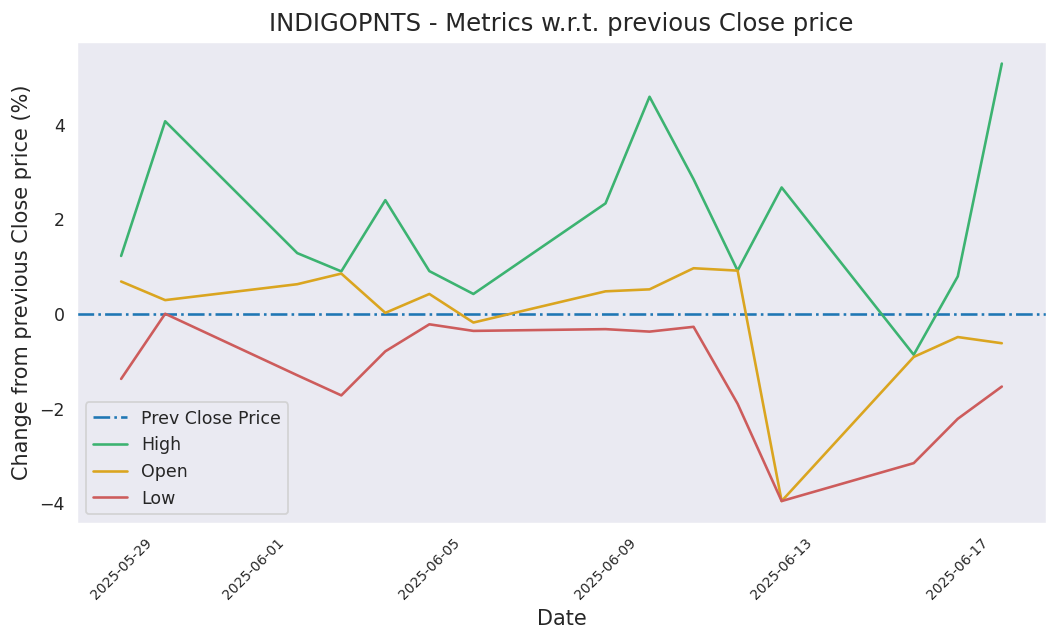 INDIGOPNTS - Metrics w.r.t. previous Close price
Change from previous Close price (%)
4
2
0
−2
−4
Prev Close Price
High
Open
Low
2025-05-29
2025-06-01
2025-06-05
2025-06-09
2025-06-13
2025-06-17
Date